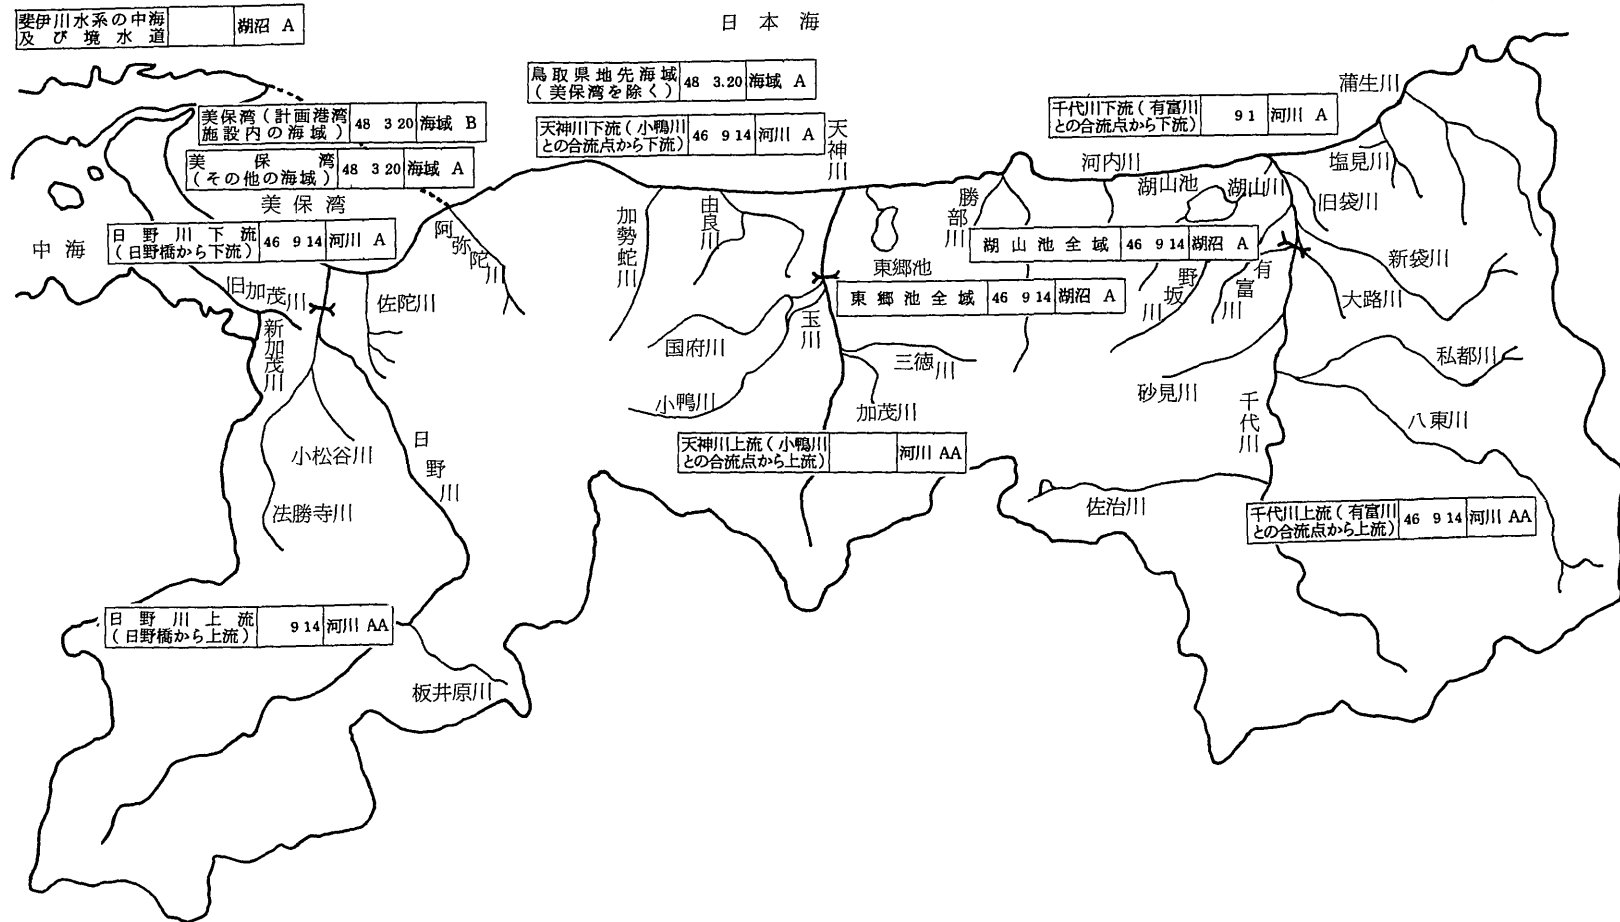 斐伊川水系の中海
及び境水道
湖沼 A
日本海
鳥取県地先海域
(美保湾を除く)
48 3.20
海域 A
美保湾(計画港湾
施設内の海域)
48 3 20
海域 B
天神川下流(小鴨川
との合流点から下流)
46 9 14
河川 A
天神川
千代川下流(有富川
との合流点から下流)
9 1
河川 A
蒲生川
美保湾
(その他の海域)
48 3 20
海域 A
美保湾
河内川
塩見川
湖山池
湖山川
旧袋川
中海
日野川下流
(日野橋から下流)
46 9 14
河川 A
阿弥陀川
加勢蛇川
由良川
勝部川
湖山池全域
46 9 14
湖沼 A
新袋川
東郷池
東郷池全域
46 9 14
湖沼 A
野坂川
有富川
大路川
旧加茂川
佐陀川
新加茂川
国府川
玉川
三徳川
私都川
小鴨川
加茂川
砂見川
千代川
八東川
天神川上流(小鴨川
との合流点から上流)
河川 AA
小松谷川
日野川
法勝寺川
佐治川
千代川上流(有富川
との合流点から上流)
46 9 14
河川 AA
日野川上流
(日野橋から上流)
9 14
河川 AA
板井原川